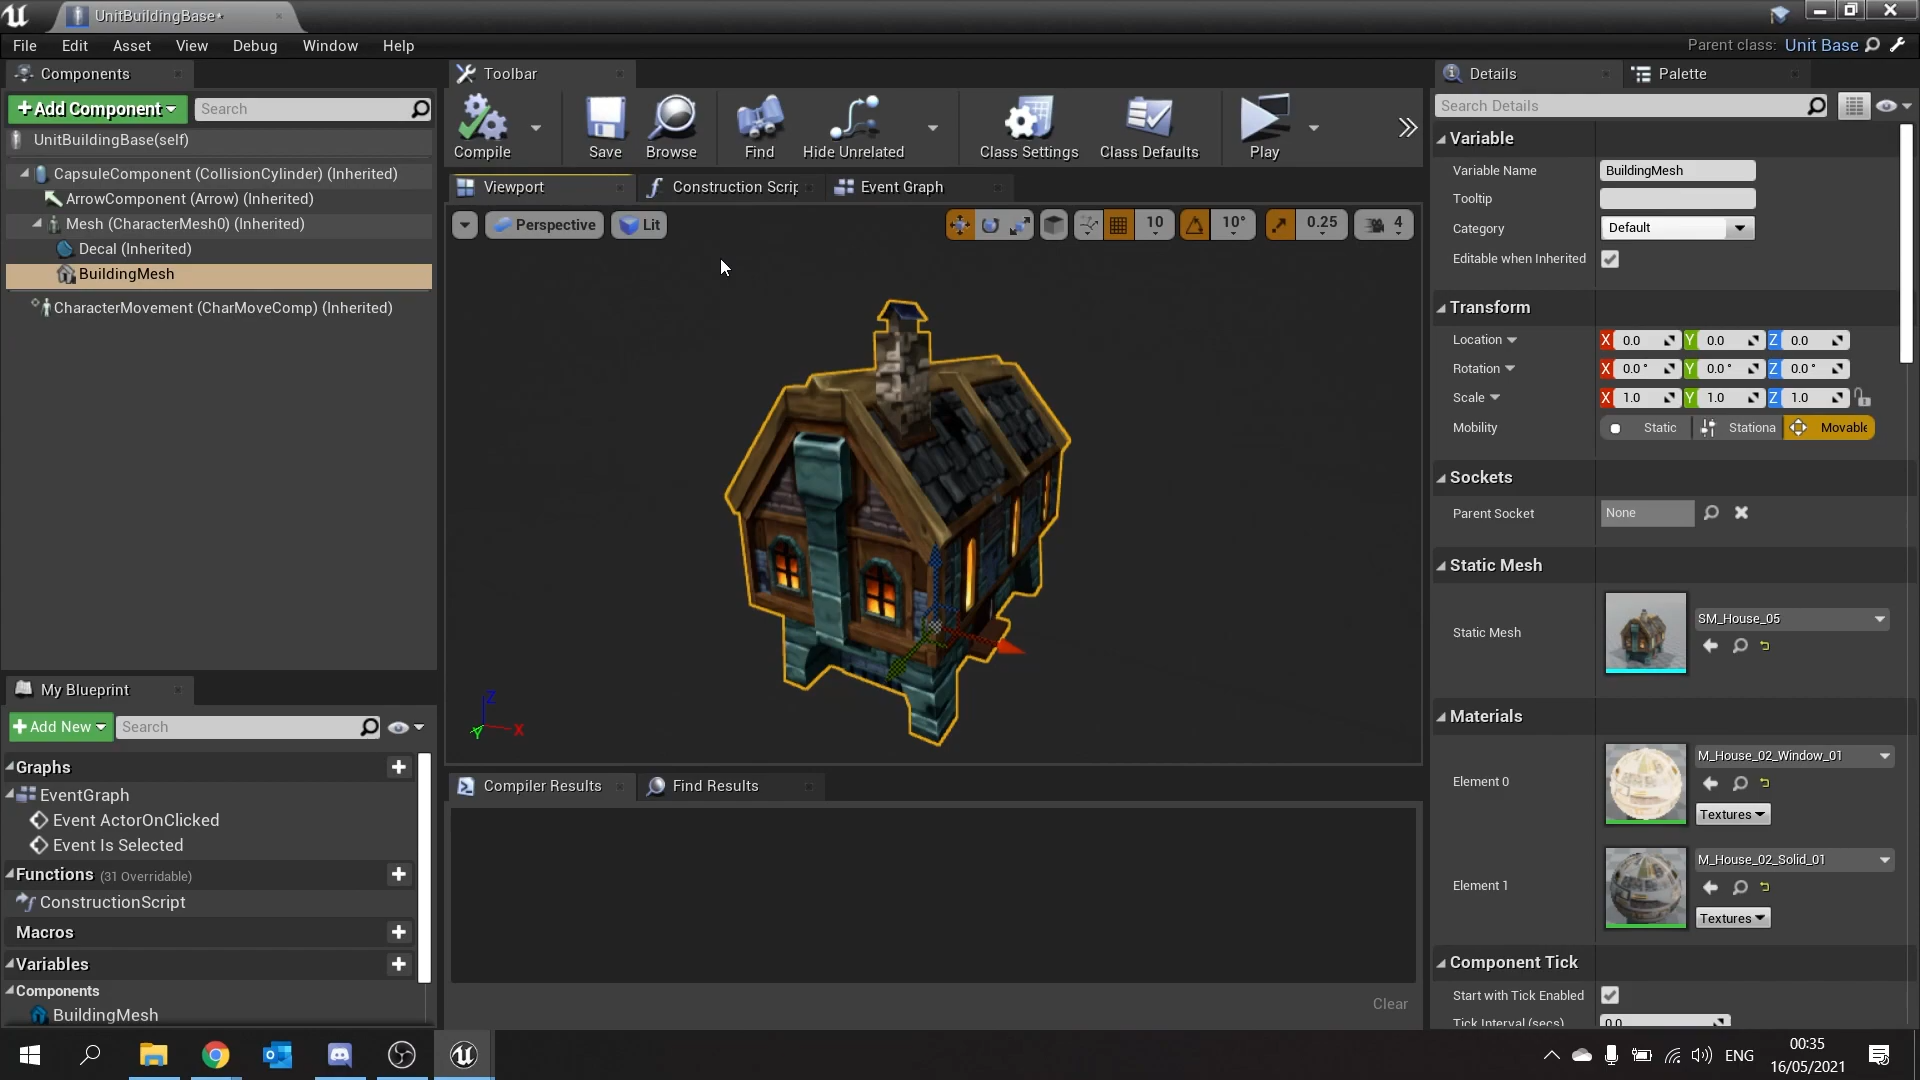 UnitBuildingBase*
File Edit Asset View Debug Window Help
Parent class: Unit Base
Components
Add Component
Search
UnitBuildingBase(self)
CapsuleComponent (CollisionCylinder) (Inherited)
ArrowComponent (Arrow) (Inherited)
Mesh (CharacterMesh0) (Inherited)
Decal (Inherited)
BuildingMesh
CharacterMovement (CharMoveComp) (Inherited)
My Blueprint
Add New
Search
Graphs
EventGraph
Event ActorOnClicked
Event Is Selected
Functions (31 Overridable)
ConstructionScript
Macros
Variables
Components
BuildingMesh
Toolbar
Compile Save Browse Find Hide Unrelated Class Settings Class Defaults Play
Viewport Construction Scrip Event Graph
Perspective Lit 10 10° 0.25 4
Z
X
Y
Compiler Results Find Results
Clear
Details Palette
Search Details
Variable
Variable Name BuildingMesh
Tooltip
Category Default
Editable when Inherited
Transform
Location X 0.0 Y 0.0 Z 0.0
Rotation X 0.0 ° Y 0.0 ° Z 0.0 °
Scale X 1.0 Y 1.0 Z 1.0
Mobility Static Stationa Movable
Sockets
Parent Socket None
Static Mesh
Static Mesh SM_House_05
Materials
Element 0 M_House_02_Window_01
Textures
Element 1 M_House_02_Solid_01
Textures
Component Tick
Start with Tick Enabled
Tick Interval (secs) 0.0
ENG
00:35
16/05/2021